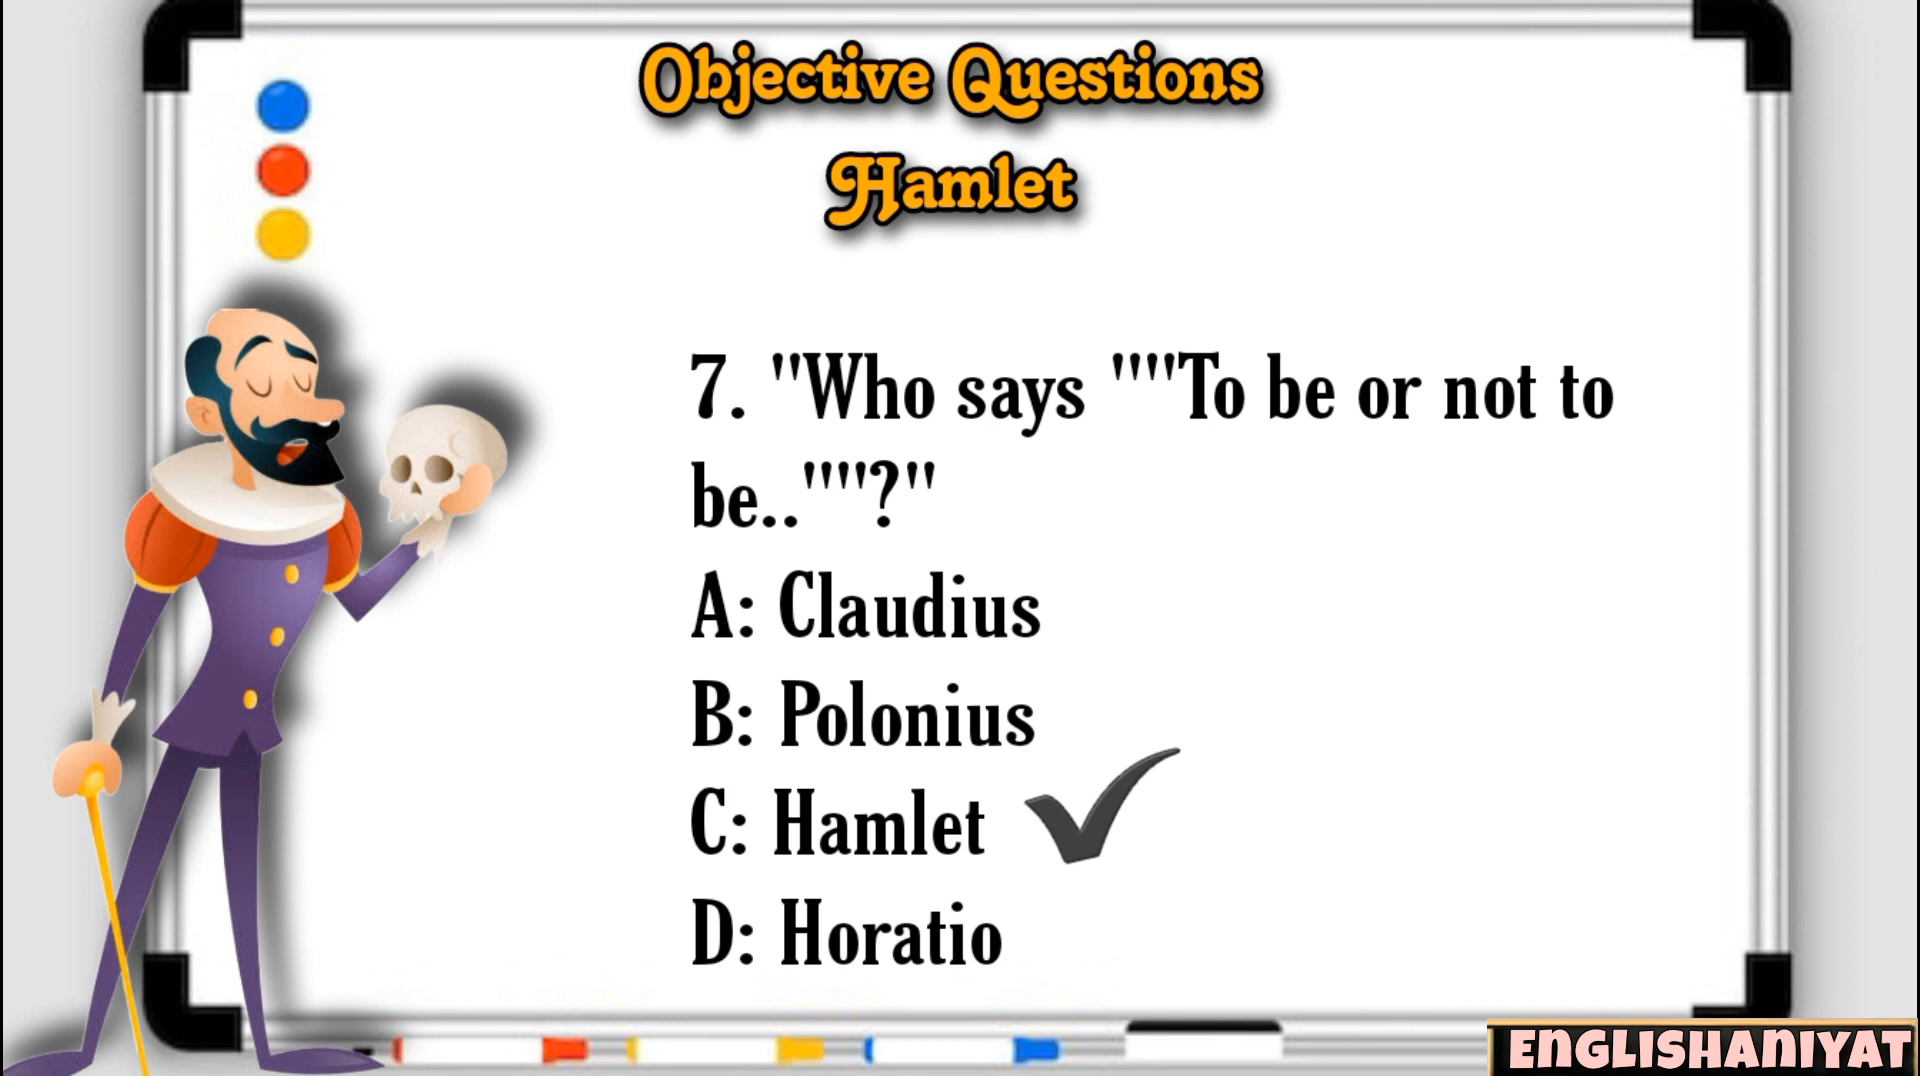 Objective Questions
Hamlet
7. "Who says ""To be or not to
be..""?"
A: Claudius
B: Polonius
C: Hamlet
D: Horatio
ENGLISHANIYAT